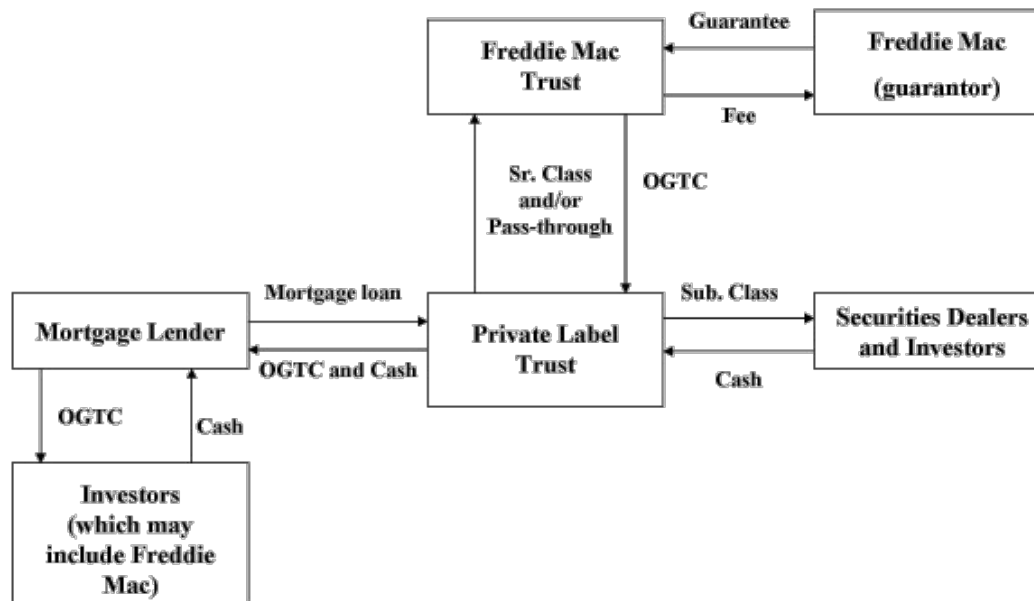 Guarantee
Freddie Mac
Trust
Freddie Mac
(guarantor)
Fee
Sr. Class
and/or
Pass-through
OGTC
Mortgage loan
Sub. Class
Mortgage Lender
Private Label
Trust
Securities Dealers
and Investors
OGTC and Cash
Cash
OGTC
Cash
Investors
(which may
include Freddie
Mac)